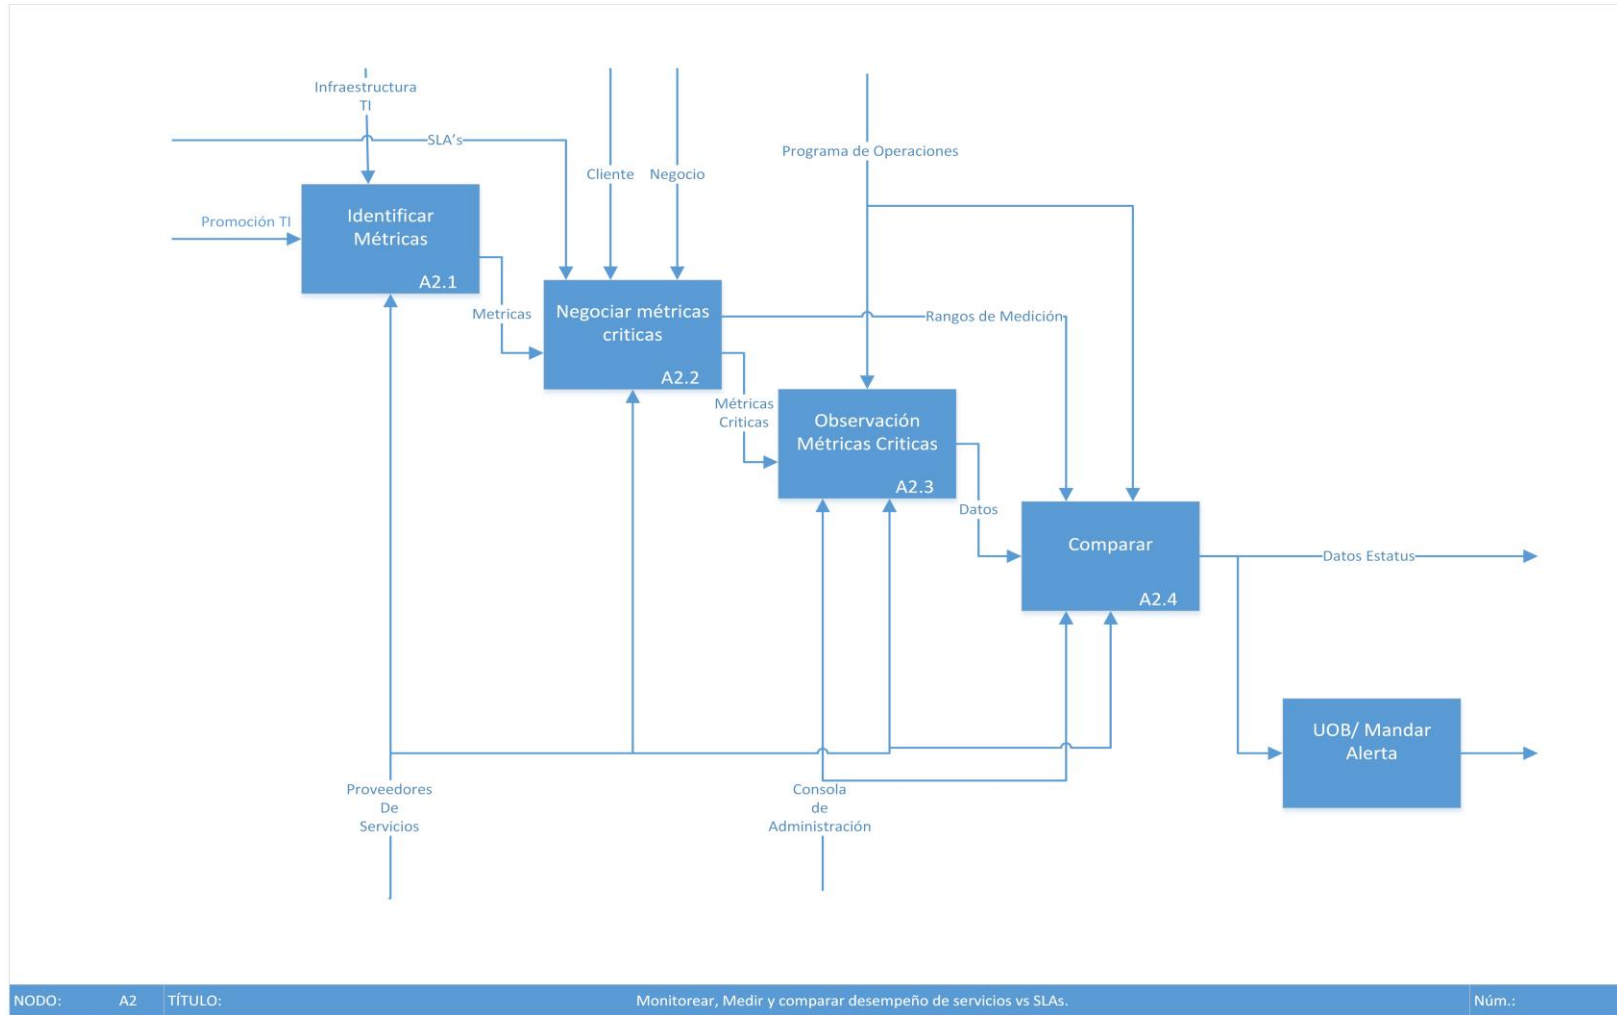 Infraestructura
TI
SLA's
Programa de Operaciones
Cliente
Negocio
Promoción TI
Identificar
Métricas
A2.1
Metricas
Negociar métricas
criticas
A2.2
Rangos de Medición
Métricas
Criticas
Observación
Métricas Criticas
A2.3
Datos
Comparar
A2.4
Datos Estatus
UOB/ Mandar
Alerta
Proveedores
De
Servicios
Consola
de
Administración
NODO: A2 TÍTULO: Monitorear, Medir y comparar desempeño de servicios vs SLAs. Núm.: